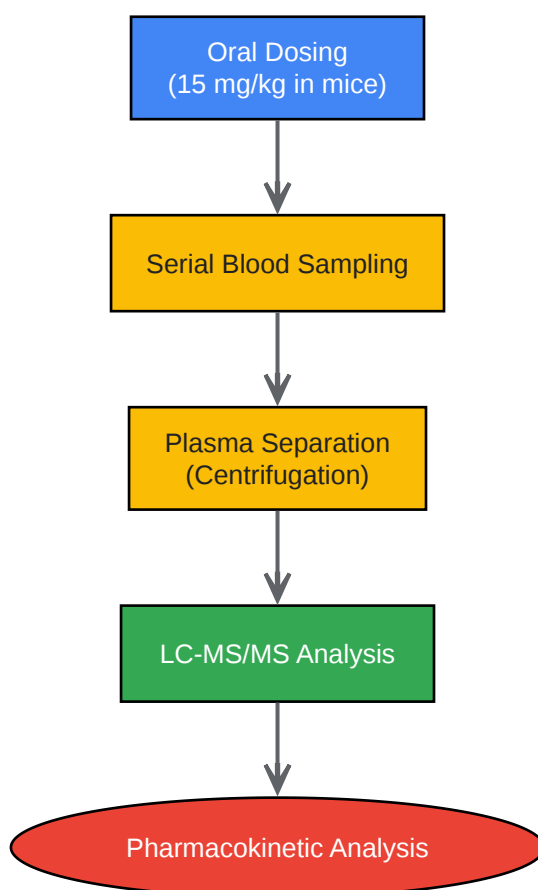 Oral Dosing
(15 mg/kg in mice)
Serial Blood Sampling
Plasma Separation
(Centrifugation)
LC-MS/MS Analysis
Pharmacokinetic Analysis